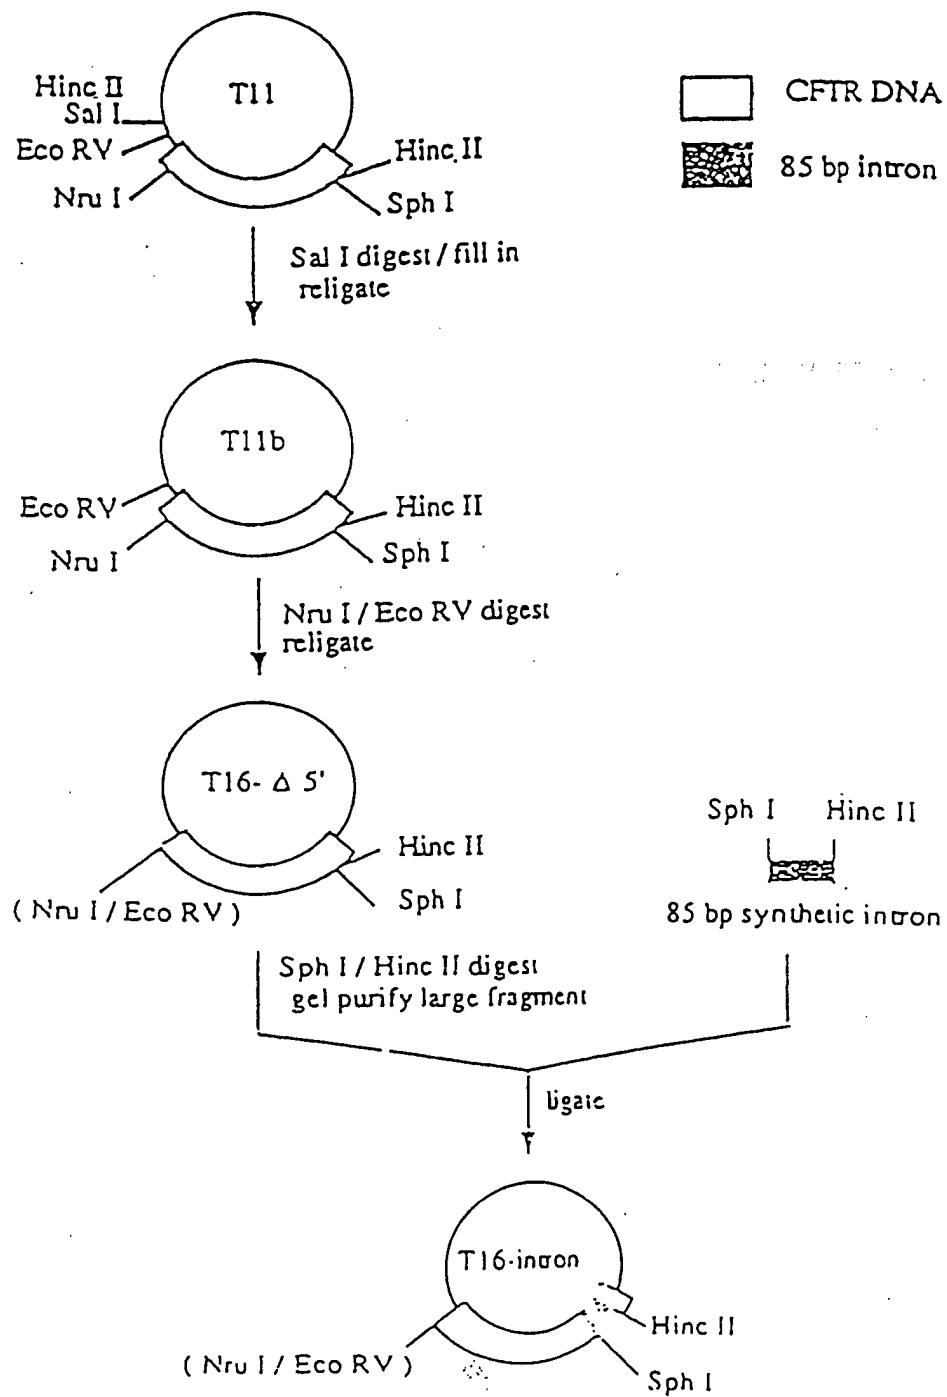 T11
Hinc II
Sal I
Eco RV
Nru I
Hinc II
Sph I
CFTR DNA
85 bp intron
Sal I digest / fill in
religate
T11b
Eco RV
Nru I
Hinc II
Sph I
Nru I / Eco RV digest
religate
T16- Δ 5'
Hinc II
Sph I
( Nru I / Eco RV )
Sph I Hinc II
85 bp synthetic intron
Sph I / Hinc II digest
gel purify large fragment
ligate
T16-intron
Hinc II
Sph I
( Nru I / Eco RV )